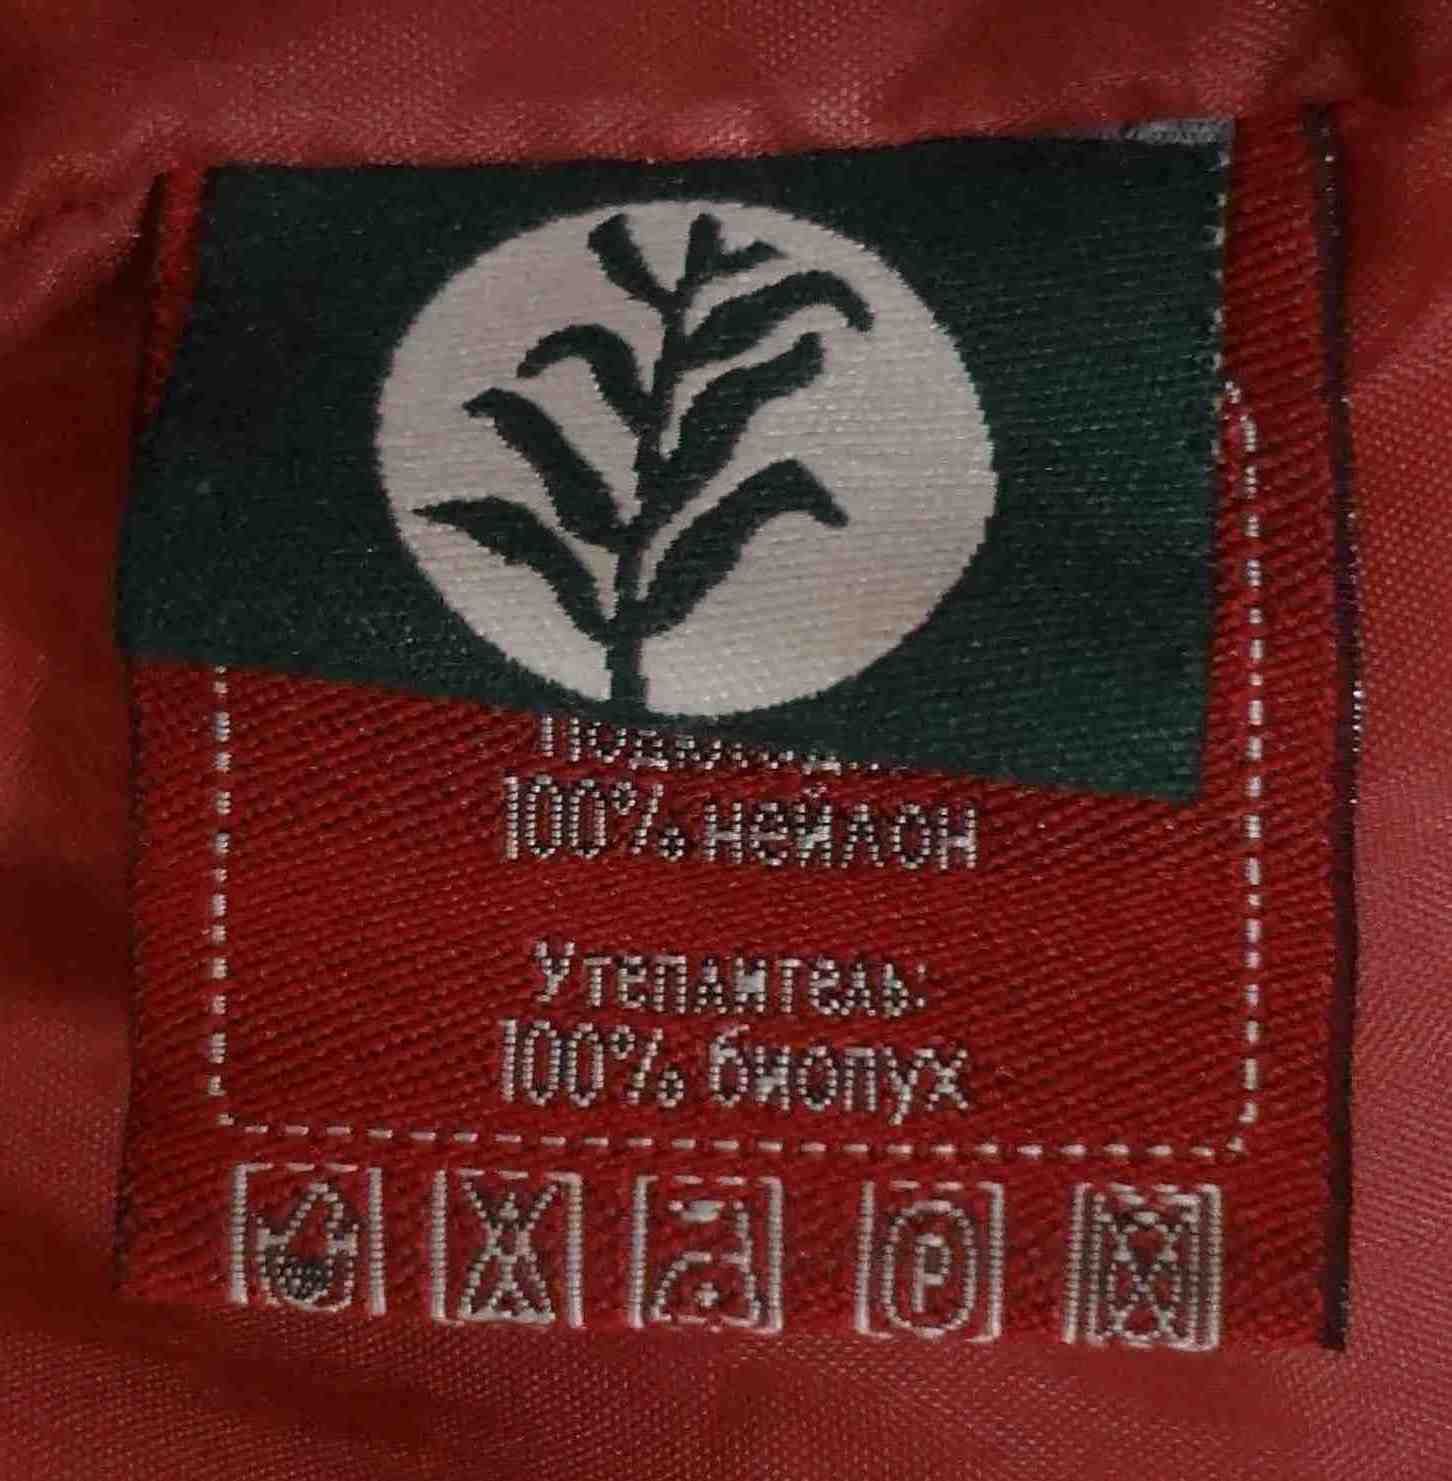 100% нейлон
Утеплитель:
100% биопух
P